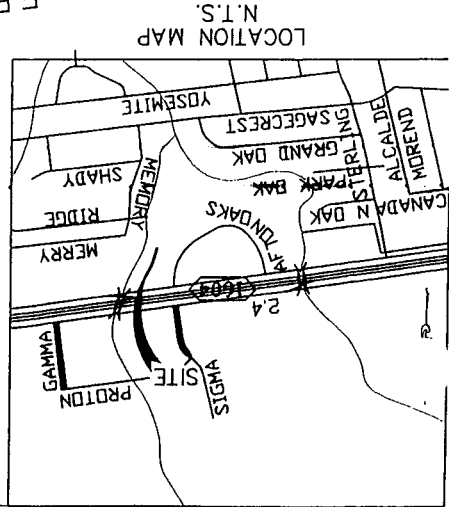 SIGMA
SITE
PROTON
GAMMA
2.4
1604
AFTON OAKS
MERRY
RIDGE
SHADY
MEMORY
CANADA
N OAK
PARK OAK
GRAND OAK
SAGECREST
N STERLING
ALCALDE
MOREND
YOSEMITE
LOCATION MAP
N.T.S.